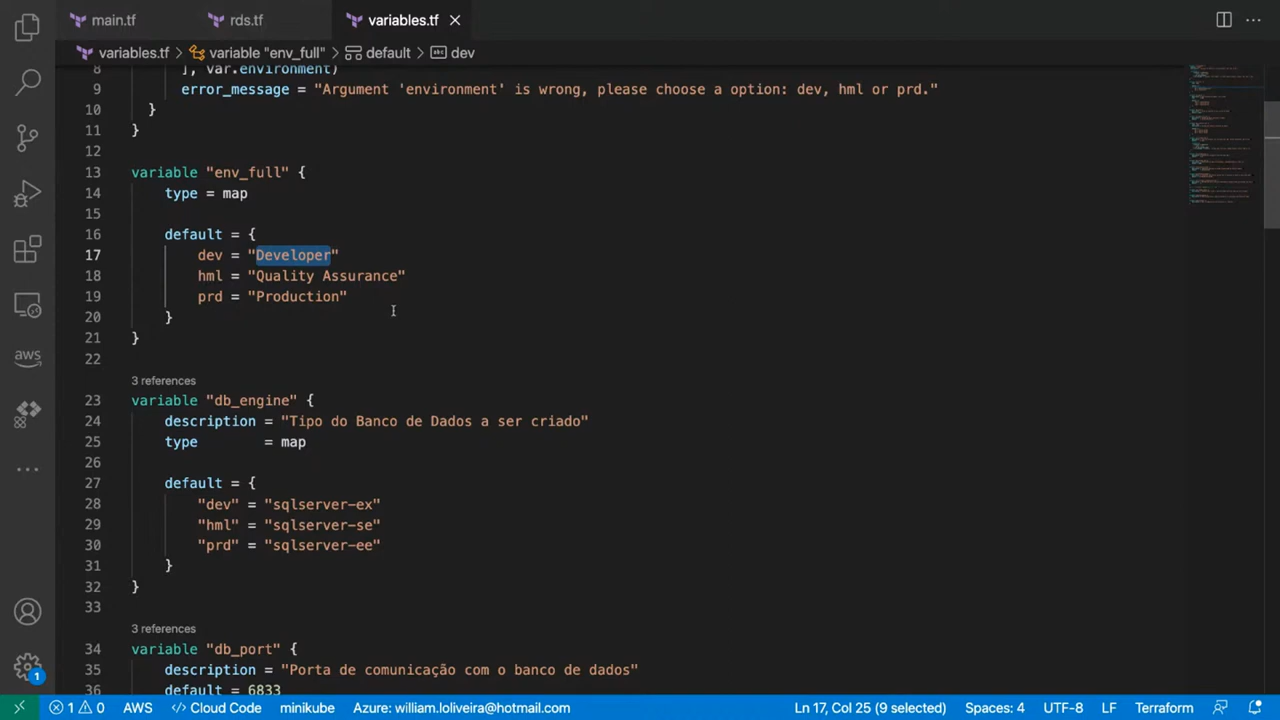 main.tf
rds.tf
variables.tf
variables.tf > variable "env_full" > default > dev
8 ], var.environment)
9 error_message = "Argument 'environment' is wrong, please choose a option: dev, hml or prd."
10 }
11 }
12
13 variable "env_full" {
14 type = map
15
16 default = {
17 dev = "Developer"
18 hml = "Quality Assurance"
19 prd = "Production"
20 }
21 }
22
3 references
23 variable "db_engine" {
24 description = "Tipo do Banco de Dados a ser criado"
25 type = map
26
27 default = {
28 "dev" = "sqlserver-ex"
29 "hml" = "sqlserver-se"
30 "prd" = "sqlserver-ee"
31 }
32 }
33
3 references
34 variable "db_port" {
35 description = "Porta de comunicação com o banco de dados"
36 default = 6833
aws
1
1 0 AWS Cloud Code minikube Azure: william.loliveira@hotmail.com Ln 17, Col 25 (9 selected) Spaces: 4 UTF-8 LF Terraform